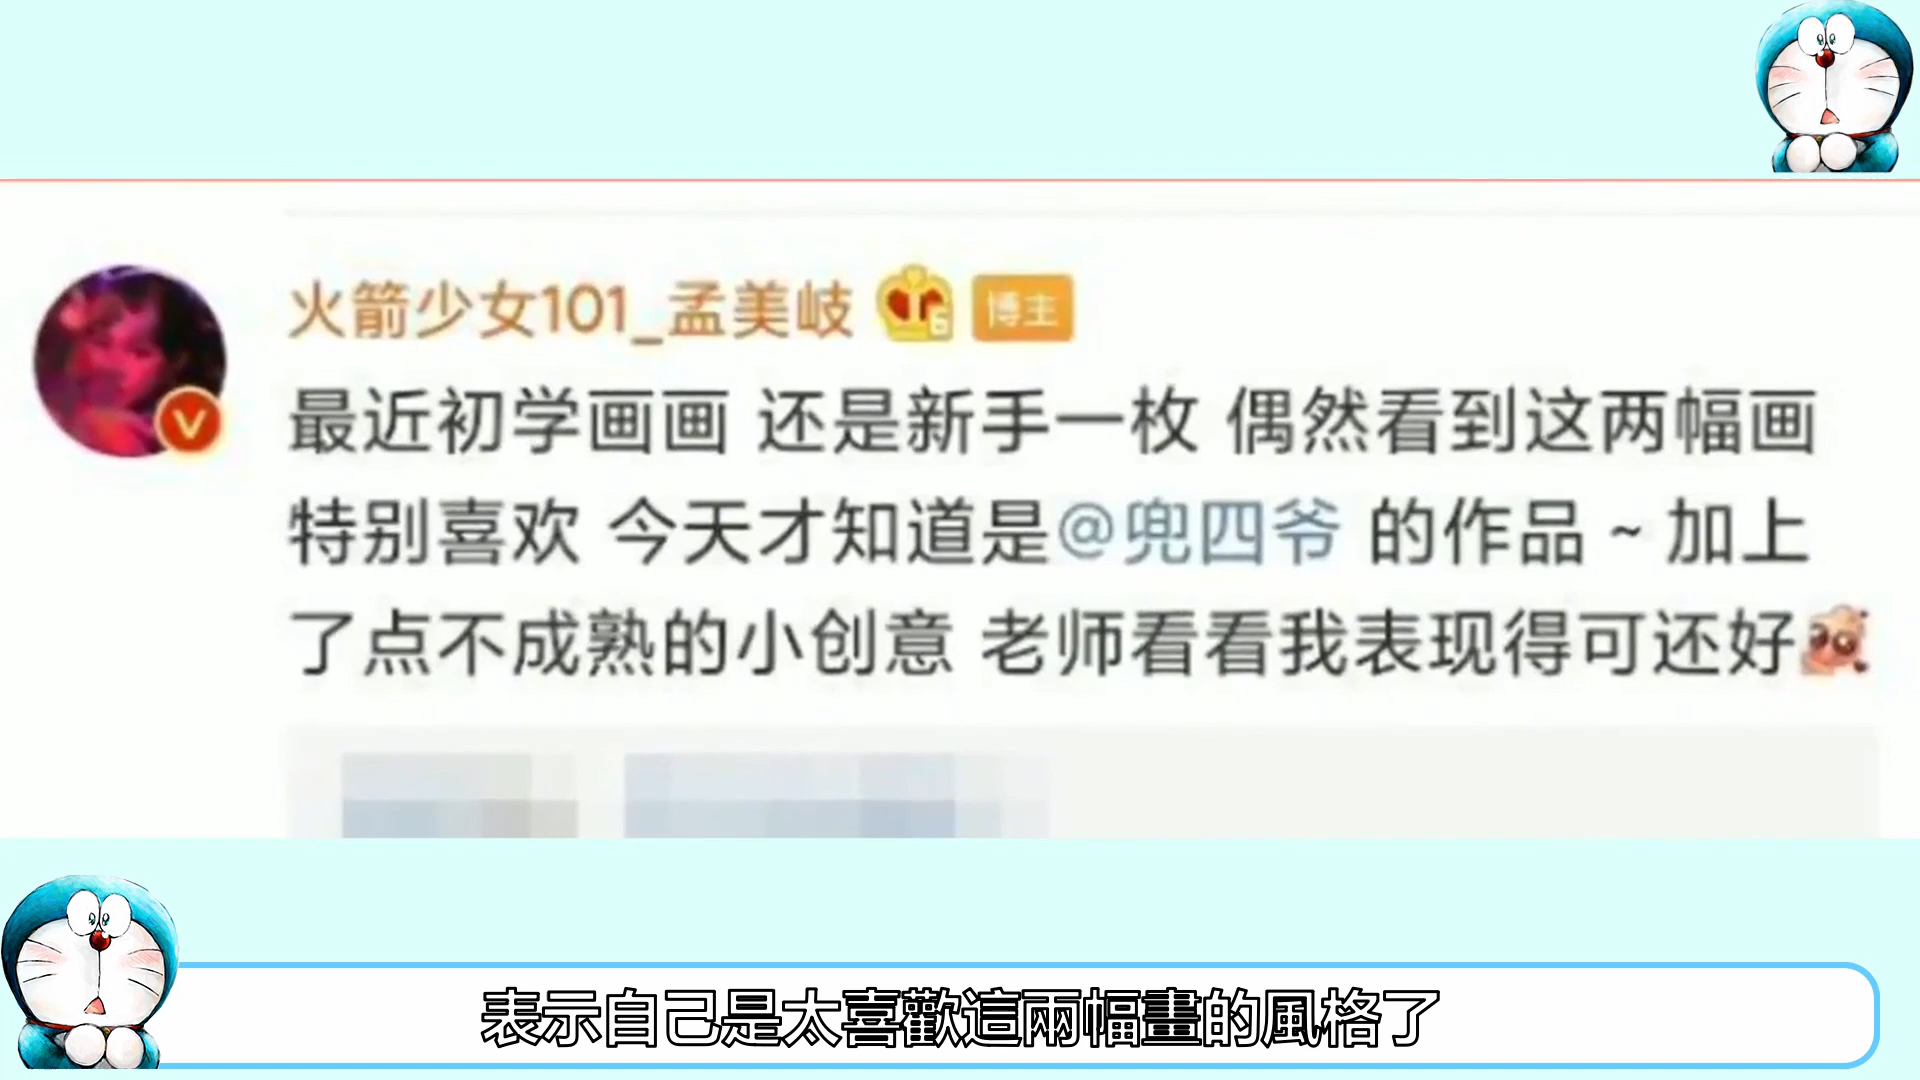 火箭少女101_孟美岐 6 博主
最近初学画画 还是新手一枚 偶然看到这两幅画
特别喜欢 今天才知道是@兜四爷 的作品 ~ 加上
了点不成熟的小创意 老师看看我表现得可还好
表示自己是太喜歡這兩幅畫的風格了